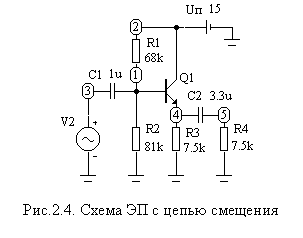 Uп 15
2
R1
68k
Q1
C1 1u
1
3
C2 3.3u
4
5
V2
+
-
R2
81k
R3
7.5k
R4
7.5k
Рис.2.4. Схема ЭП с цепью смещения